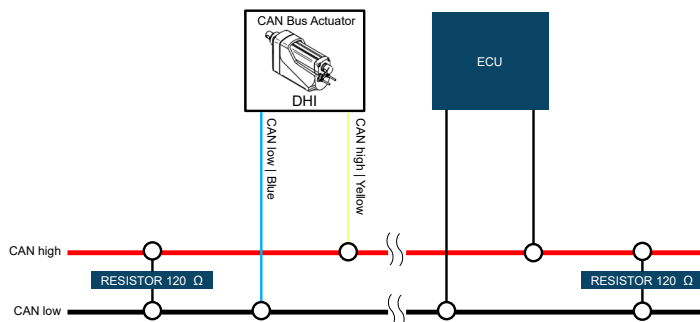 CAN Bus Actuator
DHI
ECU
CAN low | Blue
CAN high | Yellow
CAN high
RESISTOR 120 Ω
RESISTOR 120 Ω
CAN low